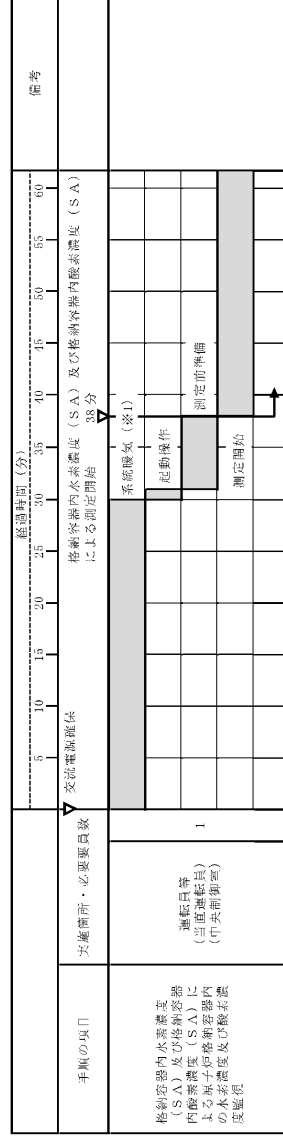 手順の項目
実施箇所・必要要員数
経過時間（分）
備考
5 10 15 20 25 30 35 40 45 50 55 60
交流電源確保
格納容器内水素濃度（ＳＡ）及び格納容器内酸素濃度（ＳＡ）
による測定開始
38分
格納容器内水素濃度
（ＳＡ）及び格納容器
内酸素濃度（ＳＡ）に
よる原子炉格納容器内
の水素濃度及び酸素濃
度監視
運転員等
（当直運転員）
（中央制御室）
1
系統暖気（※1）
起動操作
測定前準備
測定開始